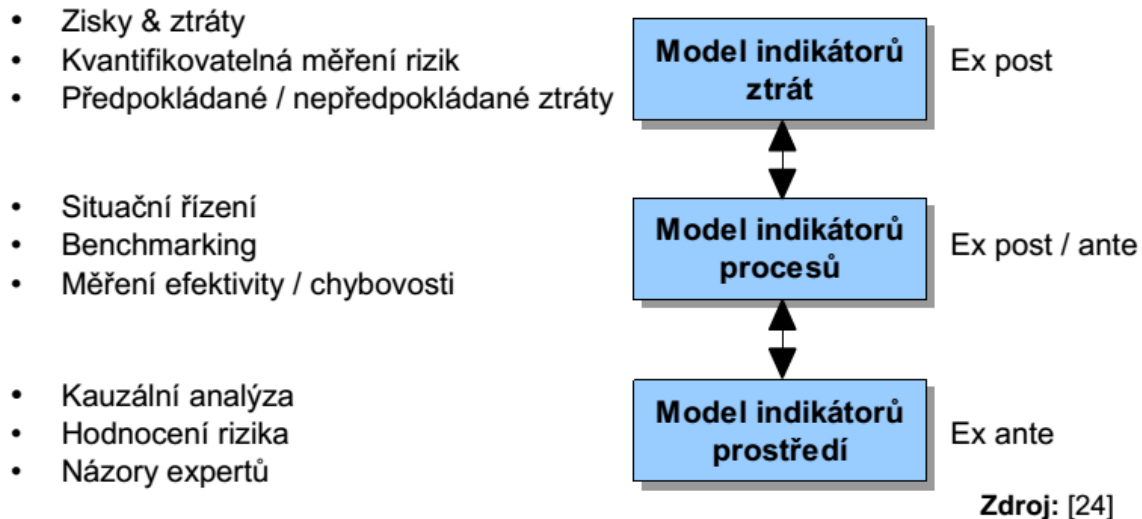 • Zisky & ztráty
• Kvantifikovatelná měření rizik
• Předpokládané / nepředpokládané ztráty
Model indikátorů
ztrát
Ex post
• Situační řízení
• Benchmarking
• Měření efektivity / chybovosti
Model indikátorů
procesů
Ex post / ante
• Kauzální analýza
• Hodnocení rizika
• Názory expertů
Model indikátorů
prostředí
Ex ante
Zdroj: [24]